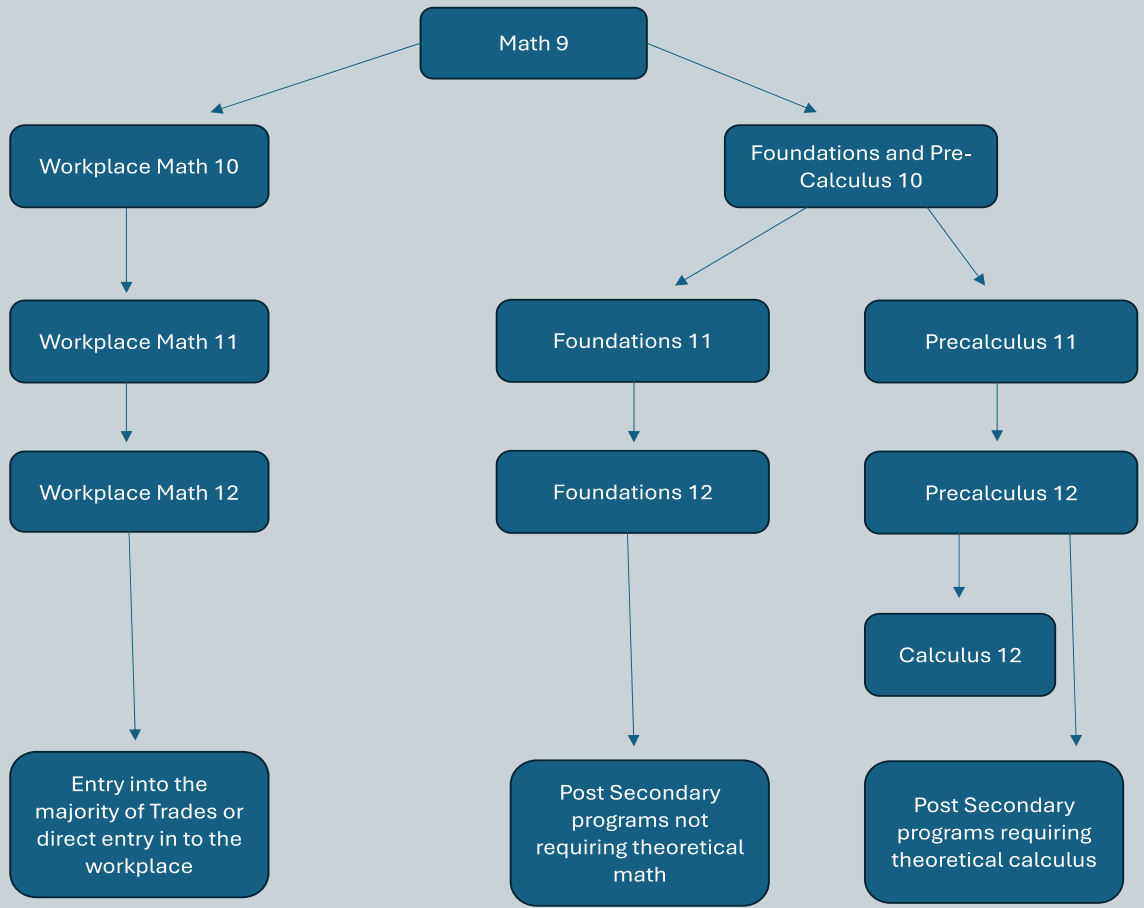 Math 9
Workplace Math 10
Foundations and Pre-
Calculus 10
Workplace Math 11
Foundations 11
Precalculus 11
Workplace Math 12
Foundations 12
Precalculus 12
Calculus 12
Entry into the
majority of Trades or
direct entry in to the
workplace
Post Secondary
programs not
requiring theoretical
math
Post Secondary
programs requiring
theoretical calculus